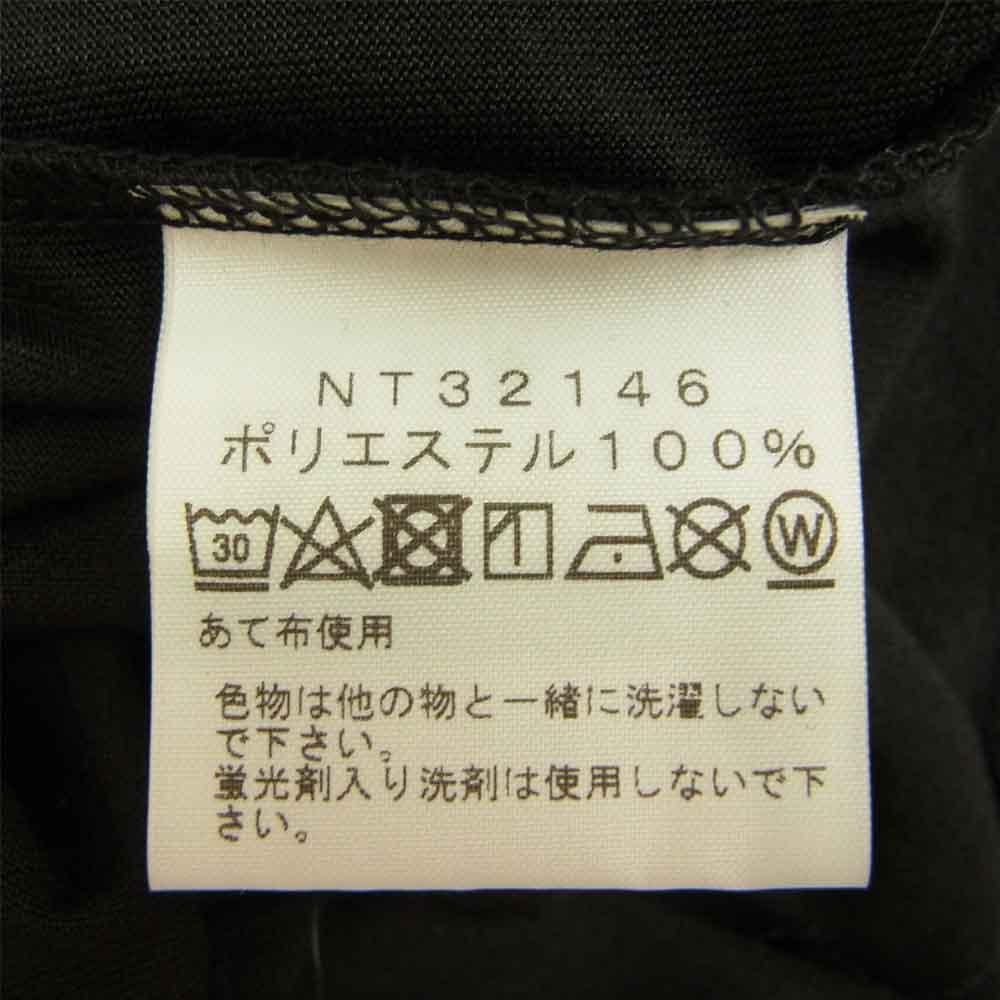 NT32146
ポリエステル100%
30 W
あて布使用
色物は他の物と一緒に洗濯しない
で下さい。
蛍光剤入り洗剤は使用しないで下
さい。